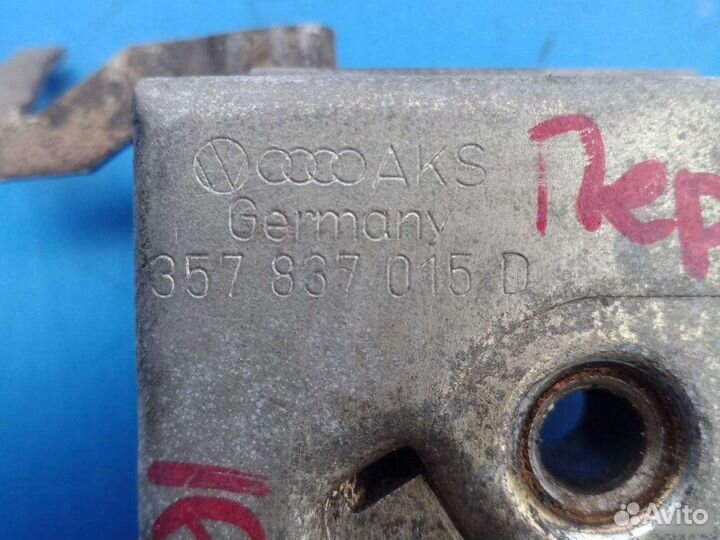 AKS
Germany
357 837 015 D
Пер
Avito